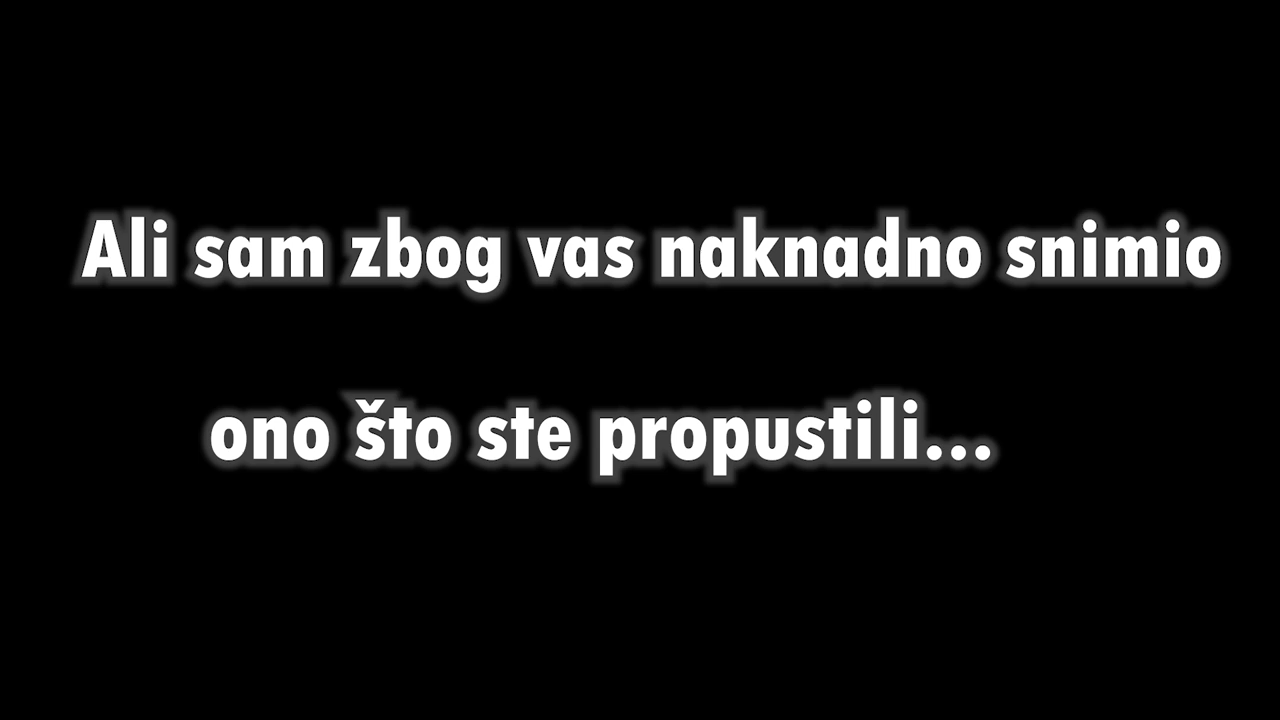 Ali sam zbog vas naknadno snimio
ono što ste propustili...